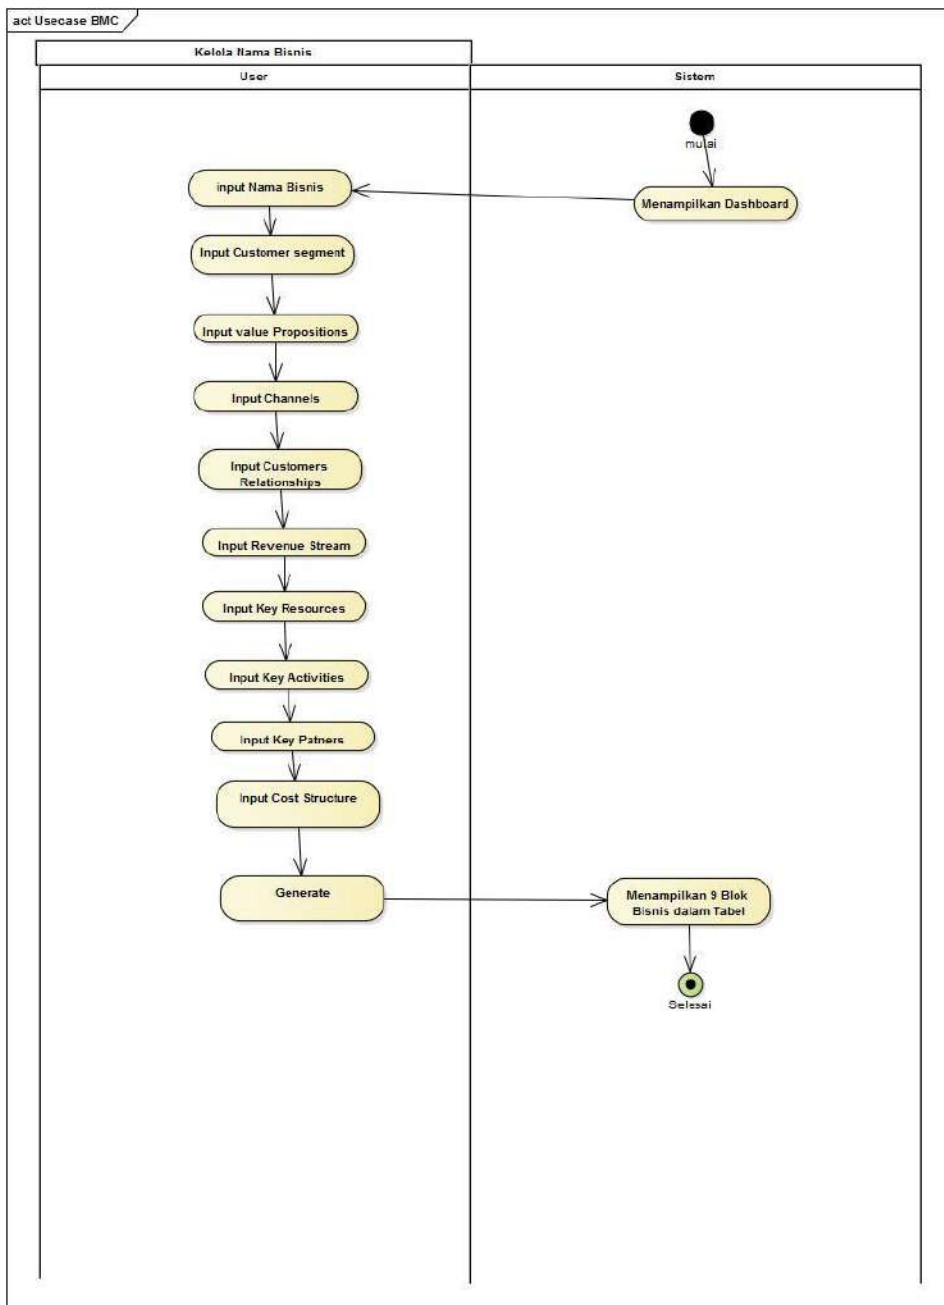 act Usecase BMC
Kelola Nama Bisnis
User
Sistem
mulai
input Nama Bisnis
Menampilkan Dashboard
Input Customer segment
Input value Propositions
Input Channels
Input Customers
Relationships
Input Revenue Stream
Input Key Resources
Input Key Activities
Input Key Patners
Input Cost Structure
Generate
Menampilkan 9 Blok
Bisnis dalam Tabel
Selesai